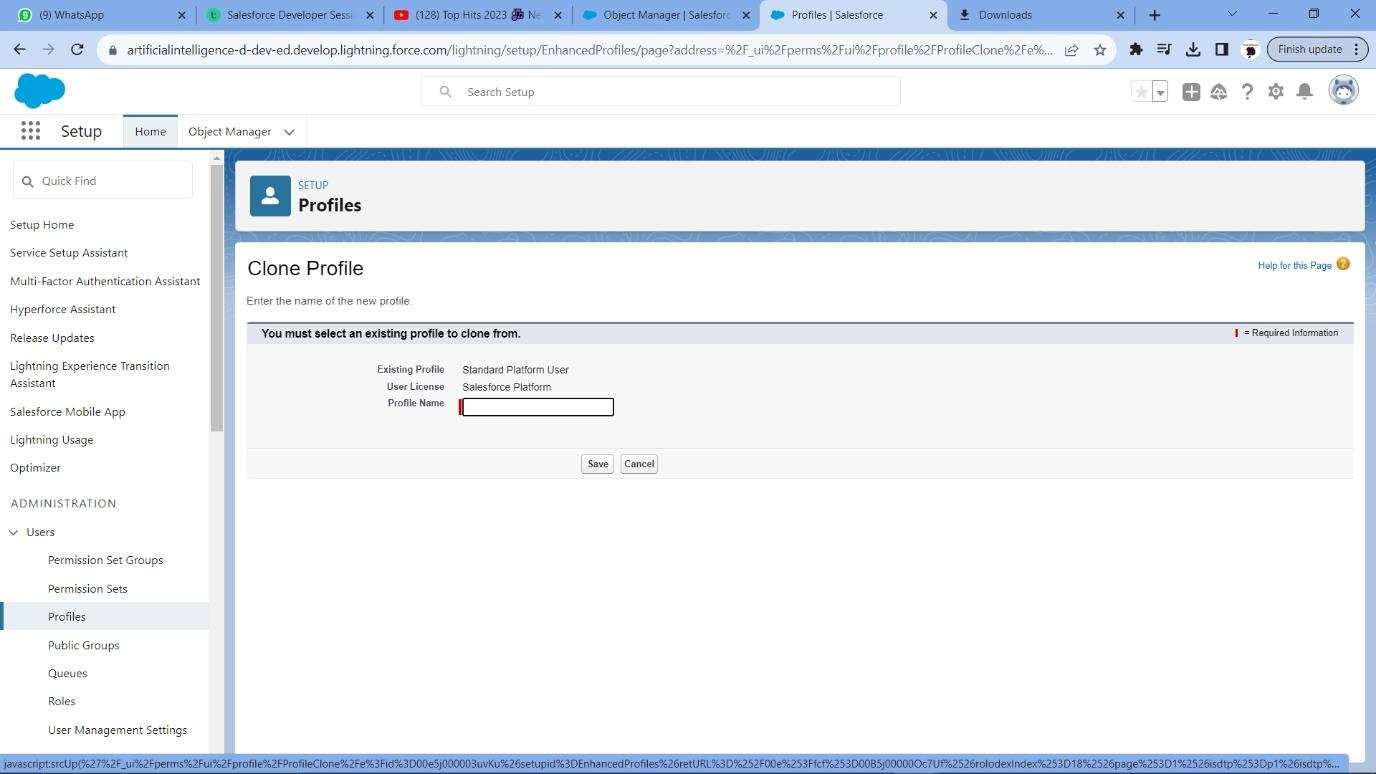 (9) WhatsApp
Salesforce Developer Sessi
(128) Top Hits 2023
Object Manager | Salesforc
Profiles | Salesforce
Downloads
artificialintelligence-d-dev-ed.develop.lightning.force.com/lightning/setup/EnhancedProfiles/page?address=%2F_ui%2Fperms%2Fui%2Fprofile%2FProfileClone%2Fe%...
Finish update
Search Setup
Setup
Home
Object Manager
Quick Find
SETUP
Profiles
Setup Home
Service Setup Assistant
Multi-Factor Authentication Assistant
Hyperforce Assistant
Release Updates
Lightning Experience Transition
Assistant
Salesforce Mobile App
Lightning Usage
Optimizer
ADMINISTRATION
Users
Permission Set Groups
Permission Sets
Profiles
Public Groups
Queues
Roles
User Management Settings
Clone Profile
Help for this Page
Enter the name of the new profile.
You must select an existing profile to clone from.
= Required Information
Existing Profile Standard Platform User
User License Salesforce Platform
Profile Name
Save Cancel
javascript:srcUp(%27%2F_ui%2Fperms%2Fui%2Fprofile%2FProfileClone%2Fe%3Fid%3D00e5j000003uvKu%26setupid%3DEnhancedProfiles%26retURL%3D%252F00e%253Ffcf%253D00B5j00000Oc7Uf%2526rolodexIndex%253D18%2526page%253D1%2526isdtp%253Dp1%26isdtp%...